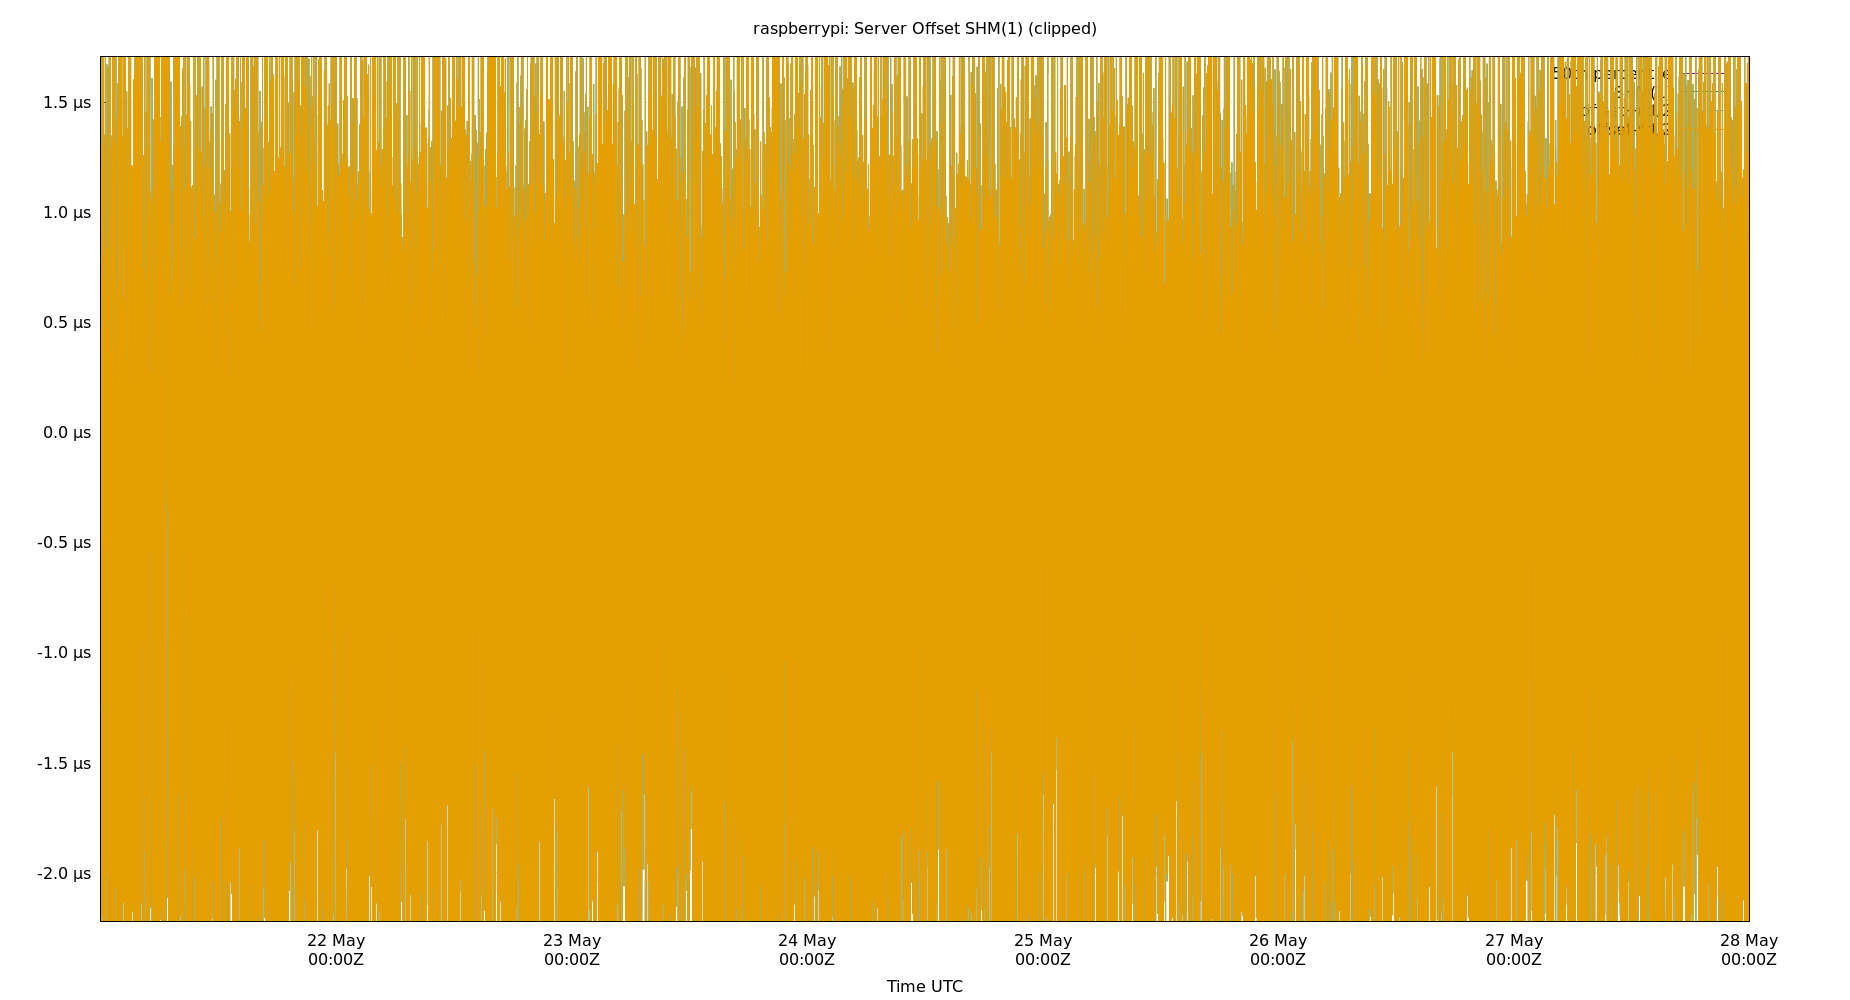 raspberrypi: Server Offset SHM(1) (clipped)
1.5 µs
1.0 µs
0.5 µs
0.0 µs
-0.5 µs
-1.0 µs
-1.5 µs
-2.0 µs
22 May 23 May 24 May 25 May 26 May 27 May 28 May
00:00Z 00:00Z 00:00Z 00:00Z 00:00Z 00:00Z 00:00Z
Time UTC